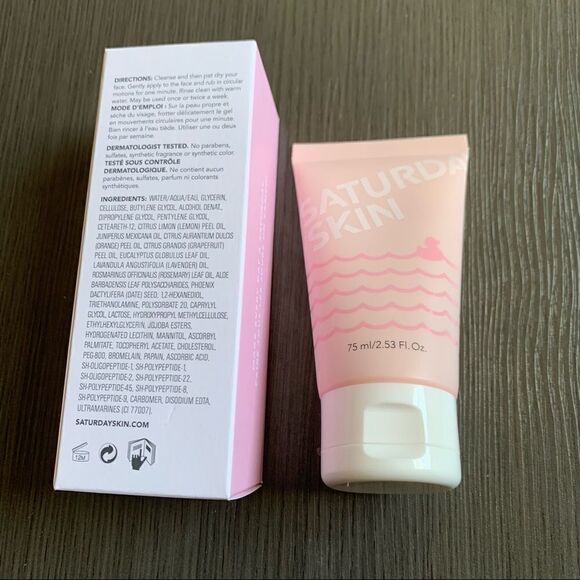 DIRECTIONS: Cleanse and then pat dry your
face. Gently apply to the face and rub in circular
motions for one minute. Rinse clean with warm
water. May be used once or twice a week.
MODE D'EMPLOI : Sur la peau propre et
sèche du visage, frotter délicatement le gel
en mouvements circulaires pour une minute.
Bien rincer à l'eau tiède. Utiliser une ou deux
fois par semaine.
DERMATOLOGIST TESTED. No parabens,
sulfates, synthetic fragrance or synthetic color.
TESTÉ SOUS CONTRÔLE
DERMATOLOGIQUE. Ne contient aucun
parabènes, sulfates, parfum ni colorants
synthétiques.
INGREDIENTS: WATER/AQUA/EAU, GLYCERIN,
CELLULOSE, BUTYLENE GLYCOL, ALCOHOL DENAT.,
DIPROPYLENE GLYCOL, PENTYLENE GLYCOL,
CETEARETH-12, CITRUS LIMON (LEMON) PEEL OIL,
JUNIPERUS MEXICANA OIL, CITRUS AURANTIUM DULCIS
(ORANGE) PEEL OIL, CITRUS GRANDIS (GRAPEFRUIT)
PEEL OIL, EUCALYPTUS GLOBULUS LEAF OIL,
LAVANDULA ANGUSTIFOLIA (LAVENDER) OIL,
ROSMARINUS OFFICINALIS (ROSEMARY) LEAF OIL, ALOE
BARBADENSIS LEAF POLYSACCHARIDES, PHOENIX
DACTYLIFERA (DATE) SEED, 1,2-HEXANEDIOL,
TRIETHANOLAMINE, POLYSORBATE 20, CAPRYLYL
GLYCOL, LACTOSE, HYDROXYPROPYL METHYLCELLULOSE,
ETHYLHEXYLGLYCERIN, JOJOBA ESTERS,
HYDROGENATED LECITHIN, MANNITOL, ASCORBYL
PALMITATE, TOCOPHERYL ACETATE, CHOLESTEROL,
PEG-800, BROMELAIN, PAPAIN, ASCORBIC ACID,
SH-OLIGOPEPTIDE-1, SH-POLYPEPTIDE-1,
SH-OLIGOPEPTIDE-2, SH-POLYPEPTIDE-22,
SH-POLYPEPTIDE-45, SH-POLYPEPTIDE-8,
SH-POLYPEPTIDE-9, CARBOMER, DISODIUM EDTA,
ULTRAMARINES (CI 77007).
SATURDAYSKIN.COM
12M
SATURDA
SKIN
75 ml/2.53 Fl. Oz.